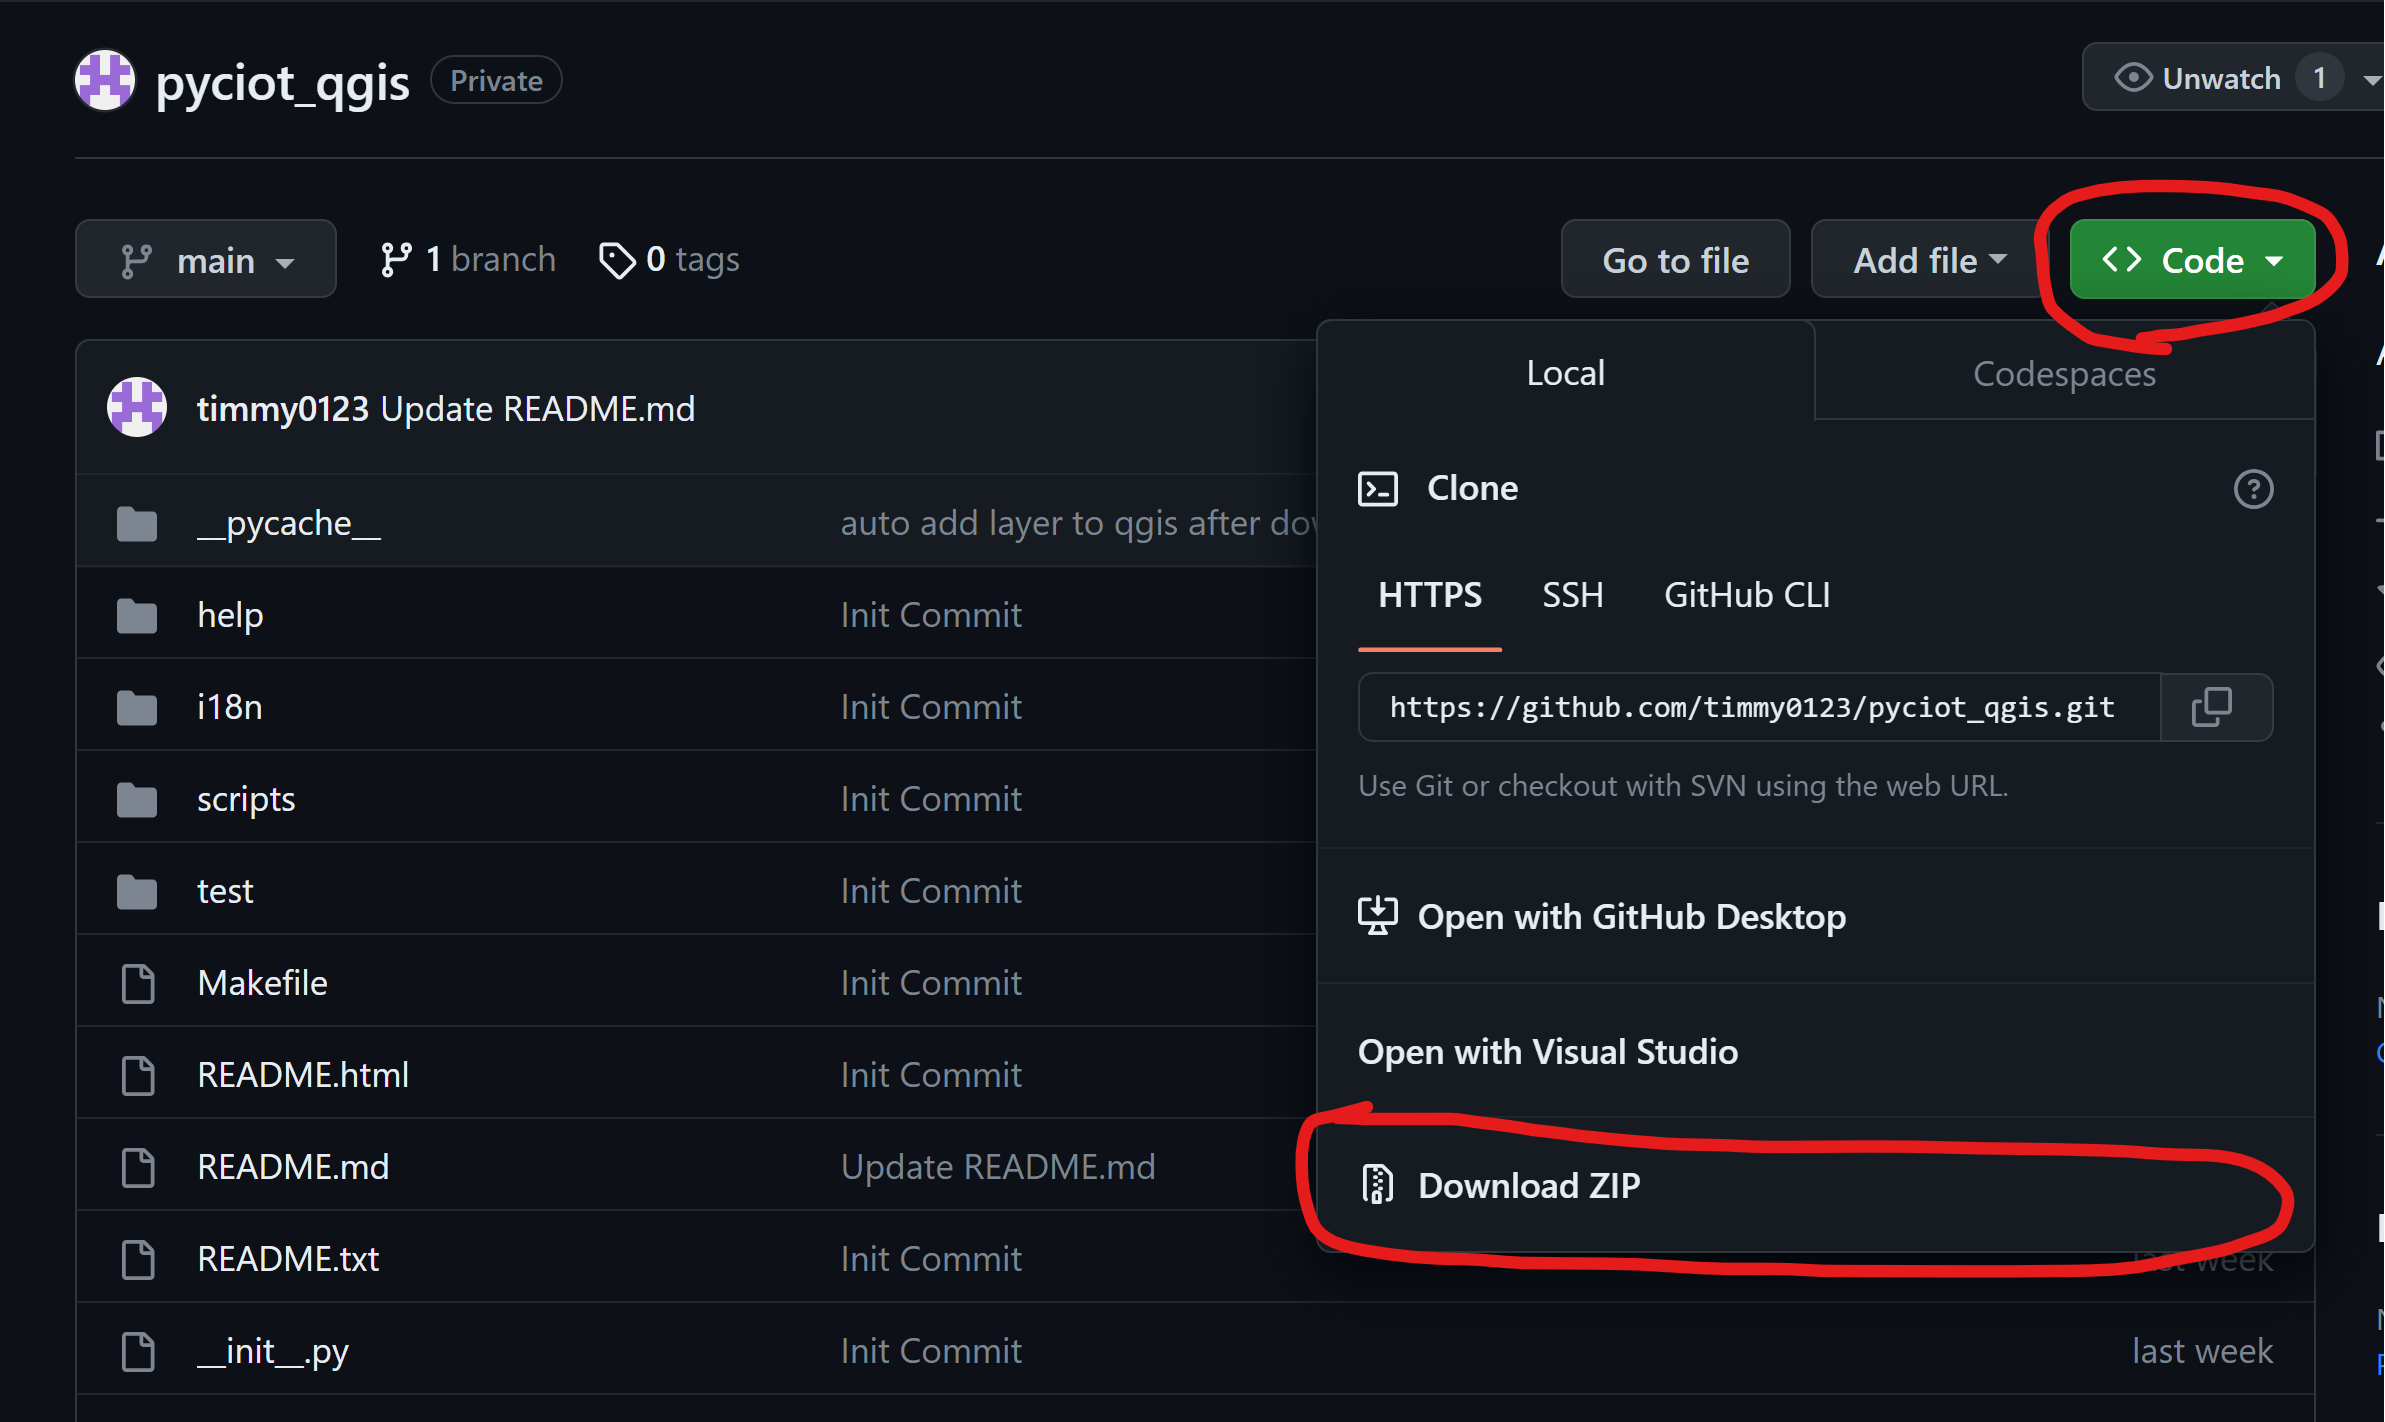 pyciot_qgis Private Unwatch 1
main 1 branch 0 tags Go to file Add file Code
Local Codespaces
timmy0123 Update README.md
Clone
__pycache__ auto add layer to qgis after do
HTTPS SSH GitHub CLI
help Init Commit
i18n Init Commit
https://github.com/timmy0123/pyciot_qgis.git
Use Git or checkout with SVN using the web URL.
scripts Init Commit
test Init Commit
Open with GitHub Desktop
Makefile Init Commit
Open with Visual Studio
README.html Init Commit
README.md Update README.md
Download ZIP
README.txt Init Commit last week
__init__.py Init Commit last week